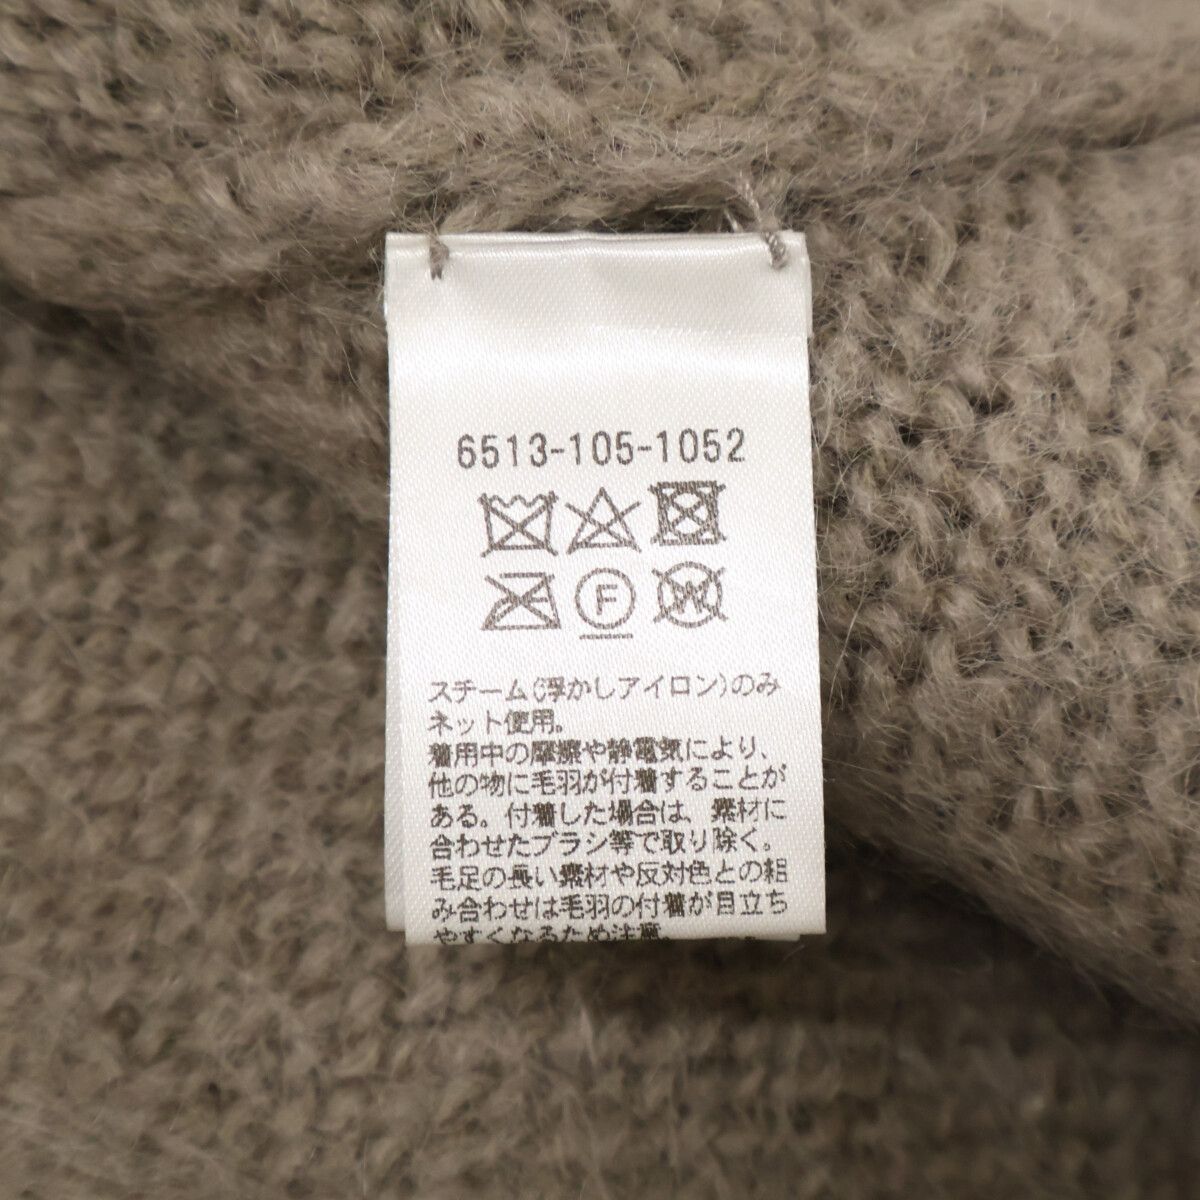 6513-105-1052
F
W
スチーム(浮かしアイロン)のみ
ネット使用。
着用中の摩擦や静電気により、
他の物に毛羽が付着することが
ある。付着した場合は、素材に
合わせたブラシ等で取り除く。
毛足の長い素材や反対色との組
み合わせは毛羽の付着が目立ち
やすくなるため注意。